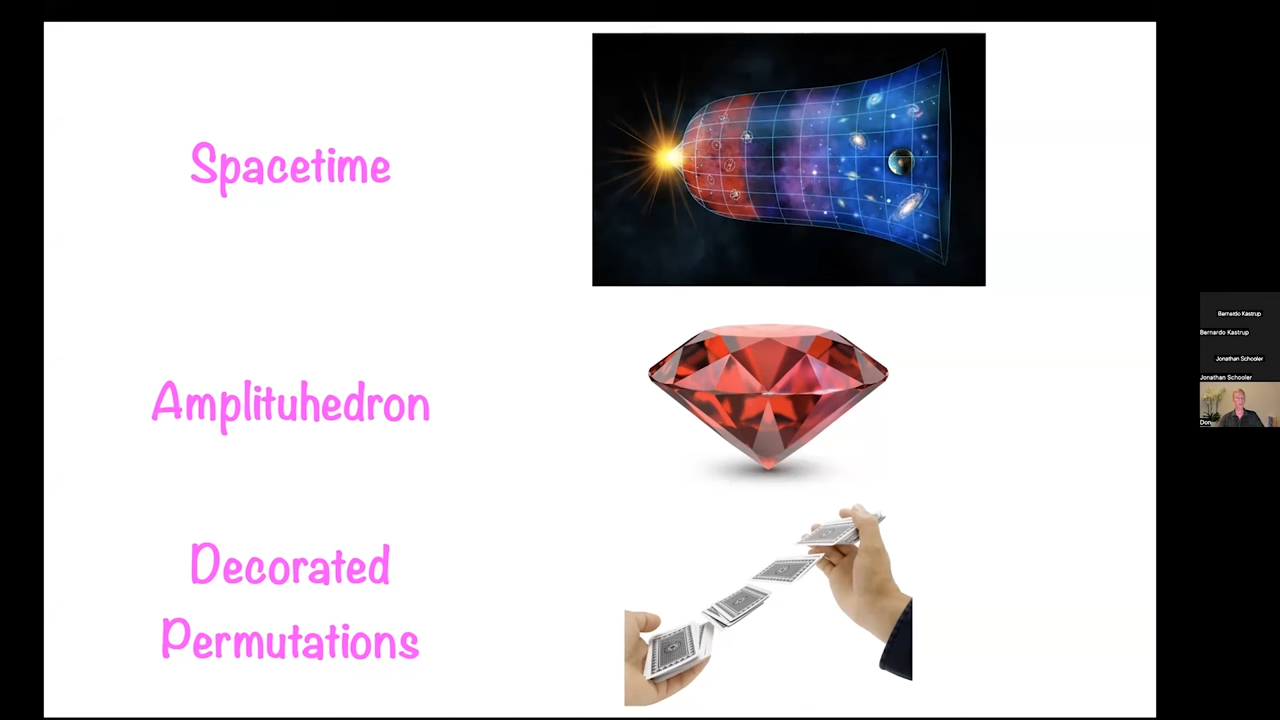 Spacetime
Amplituhedron
Decorated
Permutations
Bernardo Kastrup
Bernardo Kastrup
Jonathan Schooler
Jonathan Schooler
Don